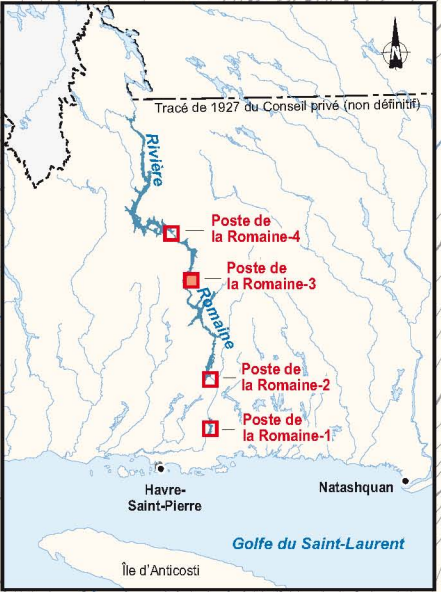 Tracé de 1927 du Conseil privé (non définitif)
Rivière
Poste de
la Romaine-4
Poste de
la Romaine-3
Romaine
Poste de
la Romaine-2
Poste de
la Romaine-1
Havre-
Saint-Pierre
Natashquan
Golfe du Saint-Laurent
Île d'Anticosti